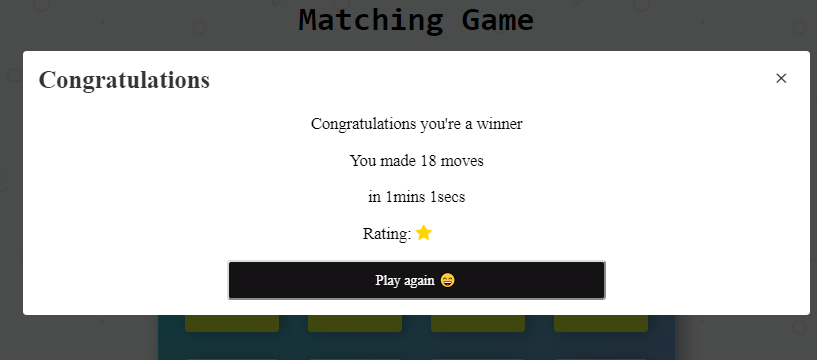 Matching Game
Congratulations
×
Congratulations you're a winner
You made 18 moves
in 1mins 1secs
Rating: ⭐
Play again 😄